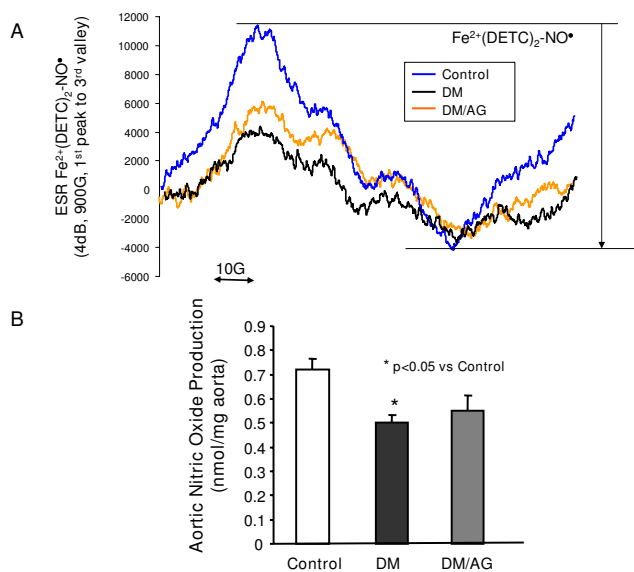 A
ESR Fe²⁺(DETC)₂-NO•
(4dB, 900G, 1ˢᵗ peak to 3ʳᵈ valley)
12000
10000
8000
6000
4000
2000
0
-2000
-4000
-6000
Fe²⁺(DETC)₂-NO•
Control
DM
DM/AG
10G
B
Aortic Nitric Oxide Production
(nmol/mg aorta)
0.9
0.8
0.7
0.6
0.5
0.4
0.3
0.2
0.1
0
* p<0.05 vs Control
*
Control DM DM/AG